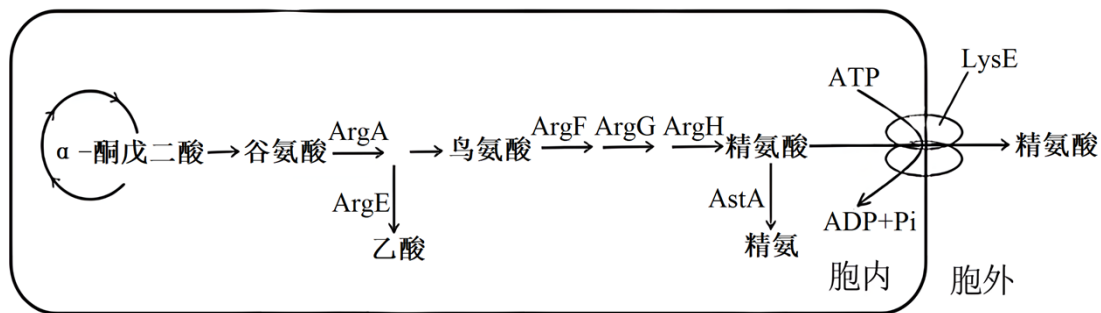 ATP
LysE
α-酮戊二酸
谷氨酸
ArgA
鸟氨酸
ArgF
ArgG
ArgH
精氨酸
精氨酸
ArgE
乙酸
AstA
精氨
ADP+Pi
胞内
胞外